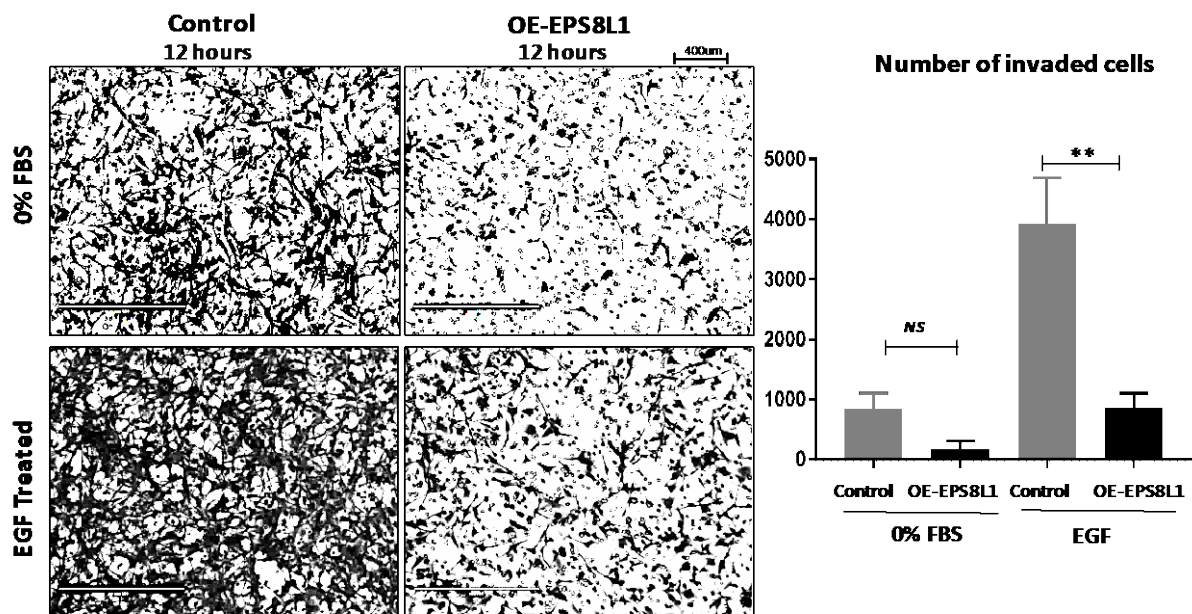 Control
12 hours
OE-EPS8L1
12 hours
400um
0% FBS
EGF Treated
Number of invaded cells
5000
4000
3000
2000
1000
0
NS
**
Control OE-EPS8L1 Control OE-EPS8L1
0% FBS EGF